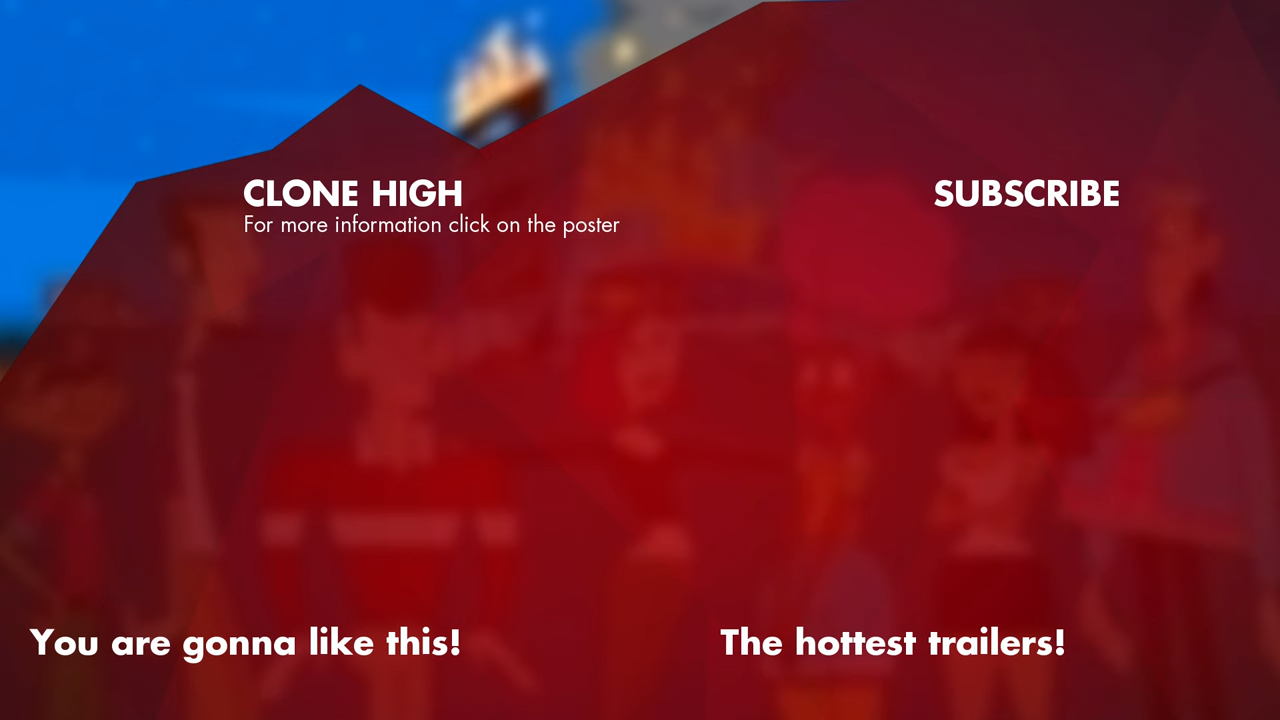 CLONE HIGH
For more information click on the poster
SUBSCRIBE
You are gonna like this!
The hottest trailers!